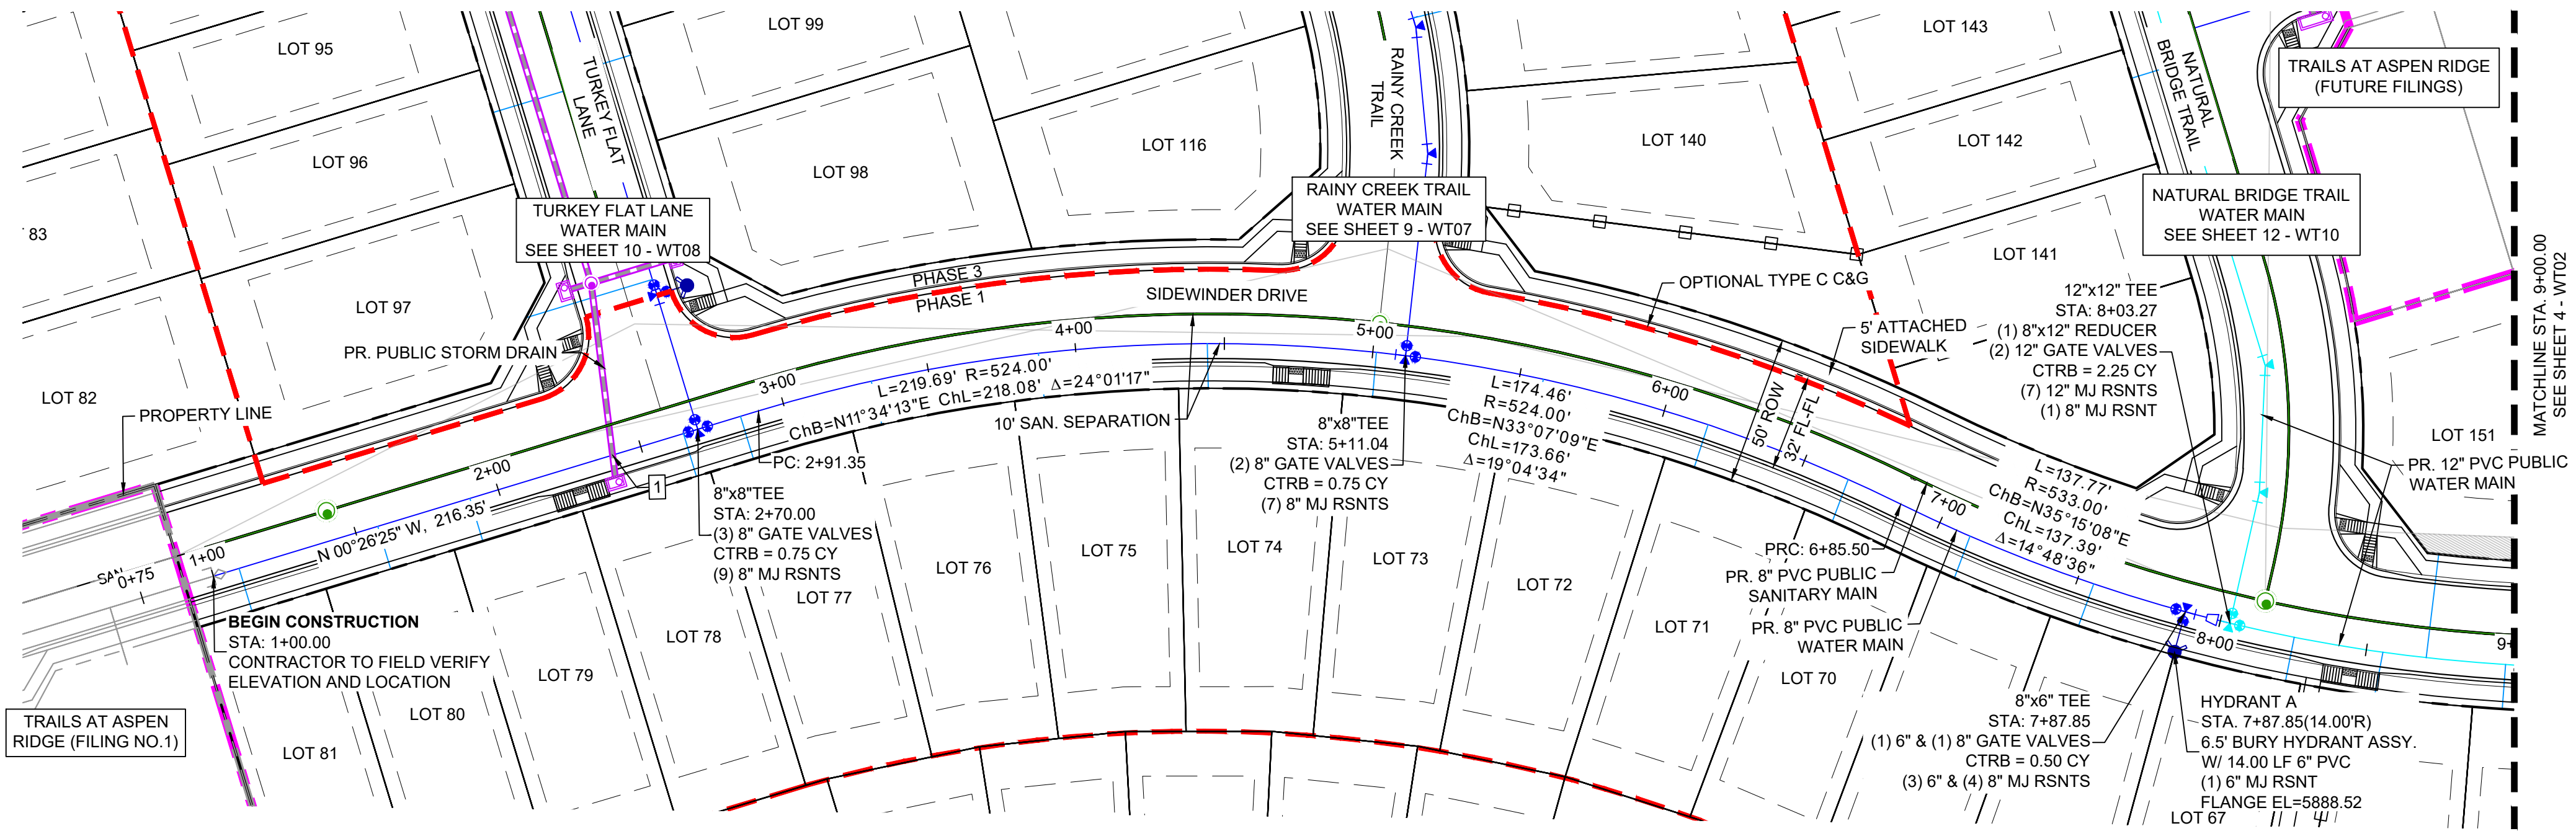 LOT 95
LOT 99
LOT 143
TRAILS AT ASPEN RIDGE
(FUTURE FILINGS)
TURKEY FLAT
LANE
RAINY CREEK
TRAIL
NATURAL
BRIDGE TRAIL
LOT 96
LOT 98
LOT 116
LOT 140
LOT 142
83
TURKEY FLAT LANE
WATER MAIN
SEE SHEET 10 - WT08
RAINY CREEK TRAIL
WATER MAIN
SEE SHEET 9 - WT07
NATURAL BRIDGE TRAIL
WATER MAIN
SEE SHEET 12 - WT10
LOT 97
LOT 141
PHASE 3
PHASE 1
SIDEWINDER DRIVE
OPTIONAL TYPE C C&G
5' ATTACHED
SIDEWALK
12"x12" TEE
STA: 8+03.27
(1) 8"x12" REDUCER
(2) 12" GATE VALVES
CTRB = 2.25 CY
(7) 12" MJ RSNTS
(1) 8" MJ RSNT
MATCHLINE STA. 9+00.00
SEE SHEET 4 - WT02
PR. PUBLIC STORM DRAIN
LOT 82
PROPERTY LINE
SAN
0+75
1+00
2+00
3+00
4+00
5+00
6+00
7+00
8+00
9+
N 00°26'25" W, 216.35'
1
PC: 2+91.35
L=219.69' R=524.00'
ChB=N11°34'13"E ChL=218.08' Δ=24°01'17"
10' SAN. SEPARATION
8"x8"TEE
STA: 2+70.00
(3) 8" GATE VALVES
CTRB = 0.75 CY
(9) 8" MJ RSNTS
8"x8"TEE
STA: 5+11.04
(2) 8" GATE VALVES
CTRB = 0.75 CY
(7) 8" MJ RSNTS
L=174.46'
R=524.00'
ChB=N33°07'09"E
ChL=173.66'
Δ=19°04'34"
50' ROW
32' FL-FL
L=137.77'
R=533.00'
ChB=N35°15'08"E
ChL=137.39'
Δ=14°48'36"
LOT 151
PR. 12" PVC PUBLIC
WATER MAIN
PRC: 6+85.50
PR. 8" PVC PUBLIC
SANITARY MAIN
PR. 8" PVC PUBLIC
WATER MAIN
BEGIN CONSTRUCTION
STA: 1+00.00
CONTRACTOR TO FIELD VERIFY
ELEVATION AND LOCATION
TRAILS AT ASPEN
RIDGE (FILING NO.1)
LOT 81
LOT 80
LOT 79
LOT 78
LOT 77
LOT 76
LOT 75
LOT 74
LOT 73
LOT 72
LOT 71
LOT 70
8"x6" TEE
STA: 7+87.85
(1) 6" & (1) 8" GATE VALVES
CTRB = 0.50 CY
(3) 6" & (4) 8" MJ RSNTS
HYDRANT A
STA. 7+87.85(14.00'R)
6.5' BURY HYDRANT ASSY.
W/ 14.00 LF 6" PVC
(1) 6" MJ RSNT
FLANGE EL=5888.52
LOT 67